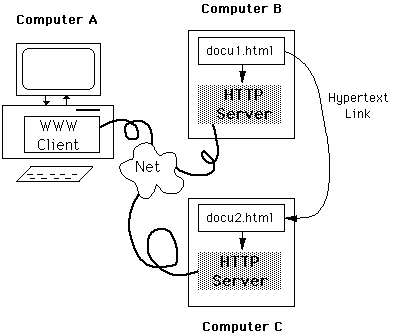 Computer A
WWW
Client
Net
Computer B
docu1.html
HTTP
Server
Hypertext
Link
docu2.html
HTTP
Server
Computer C